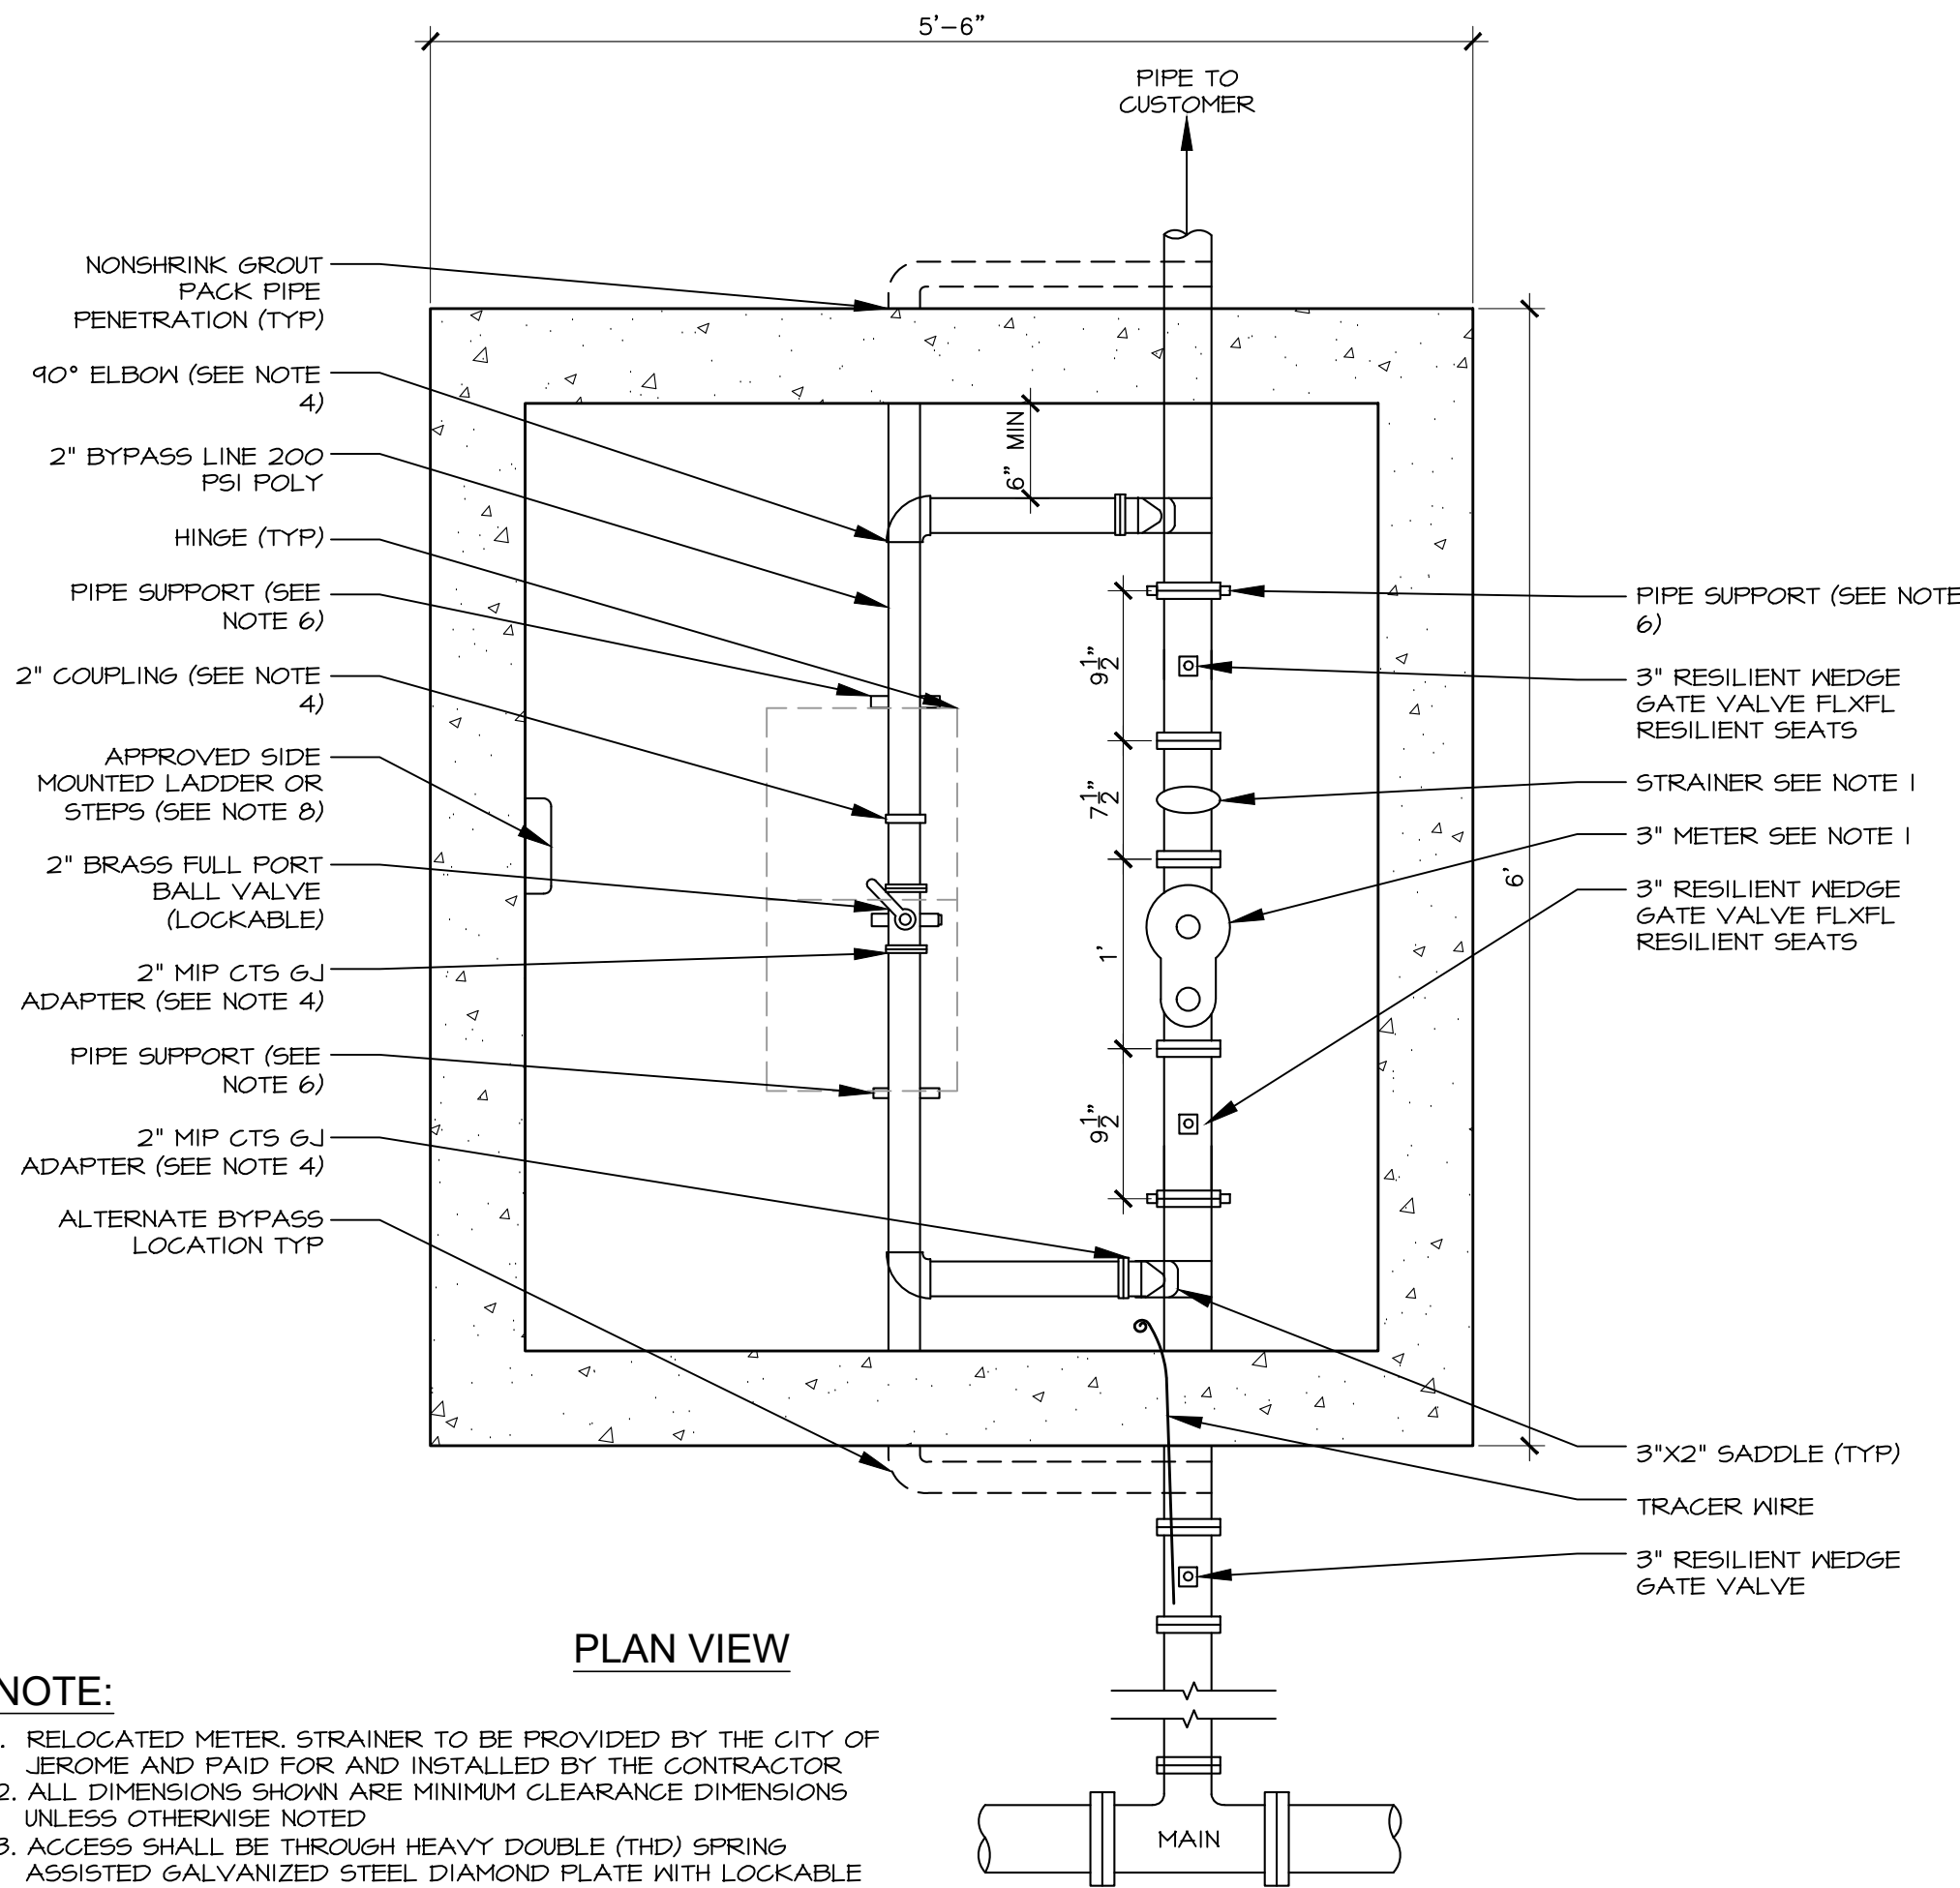 5'-6"
PIPE TO
CUSTOMER
NONSHRINK GROUT
PACK PIPE
PENETRATION (TYP)
90° ELBOW (SEE NOTE
4)
2" BYPASS LINE 200
PSI POLY
HINGE (TYP)
PIPE SUPPORT (SEE
NOTE 6)
2" COUPLING (SEE NOTE
4)
APPROVED SIDE
MOUNTED LADDER OR
STEPS (SEE NOTE 8)
2" BRASS FULL PORT
BALL VALVE
(LOCKABLE)
2" MIP CTS GJ
ADAPTER (SEE NOTE 4)
PIPE SUPPORT (SEE
NOTE 6)
2" MIP CTS GJ
ADAPTER (SEE NOTE 4)
ALTERNATE BYPASS
LOCATION TYP
6" MIN
9 1/2"
7 1/2"
1'
9 1/2"
6'
PIPE SUPPORT (SEE NOTE
6)
3" RESILIENT WEDGE
GATE VALVE FLXFL
RESILIENT SEATS
STRAINER SEE NOTE 1
3" METER SEE NOTE 1
3" RESILIENT WEDGE
GATE VALVE FLXFL
RESILIENT SEATS
3"X2" SADDLE (TYP)
TRACER WIRE
3" RESILIENT WEDGE
GATE VALVE
MAIN
PLAN VIEW
NOTE:
. RELOCATED METER. STRAINER TO BE PROVIDED BY THE CITY OF
JEROME AND PAID FOR AND INSTALLED BY THE CONTRACTOR
2. ALL DIMENSIONS SHOWN ARE MINIMUM CLEARANCE DIMENSIONS
UNLESS OTHERWISE NOTED
3. ACCESS SHALL BE THROUGH HEAVY DOUBLE (THD) SPRING
ASSISTED GALVANIZED STEEL DIAMOND PLATE WITH LOCKABLE